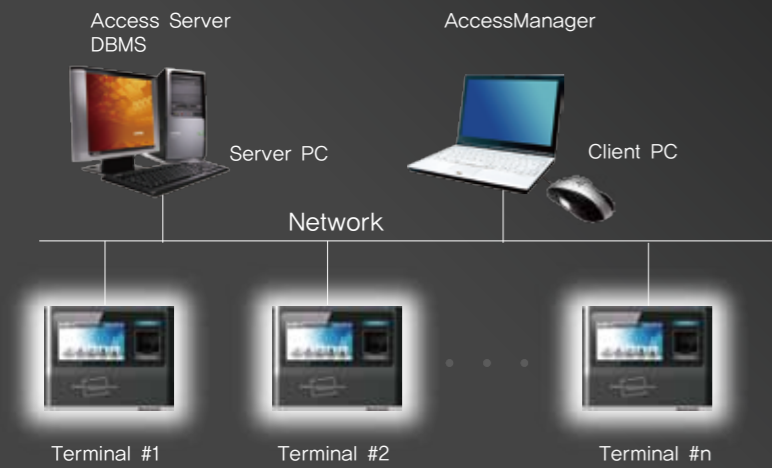 Access Server
DBMS
AccessManager
Server PC
Client PC
Network
Terminal #1
Terminal #2
Terminal #n